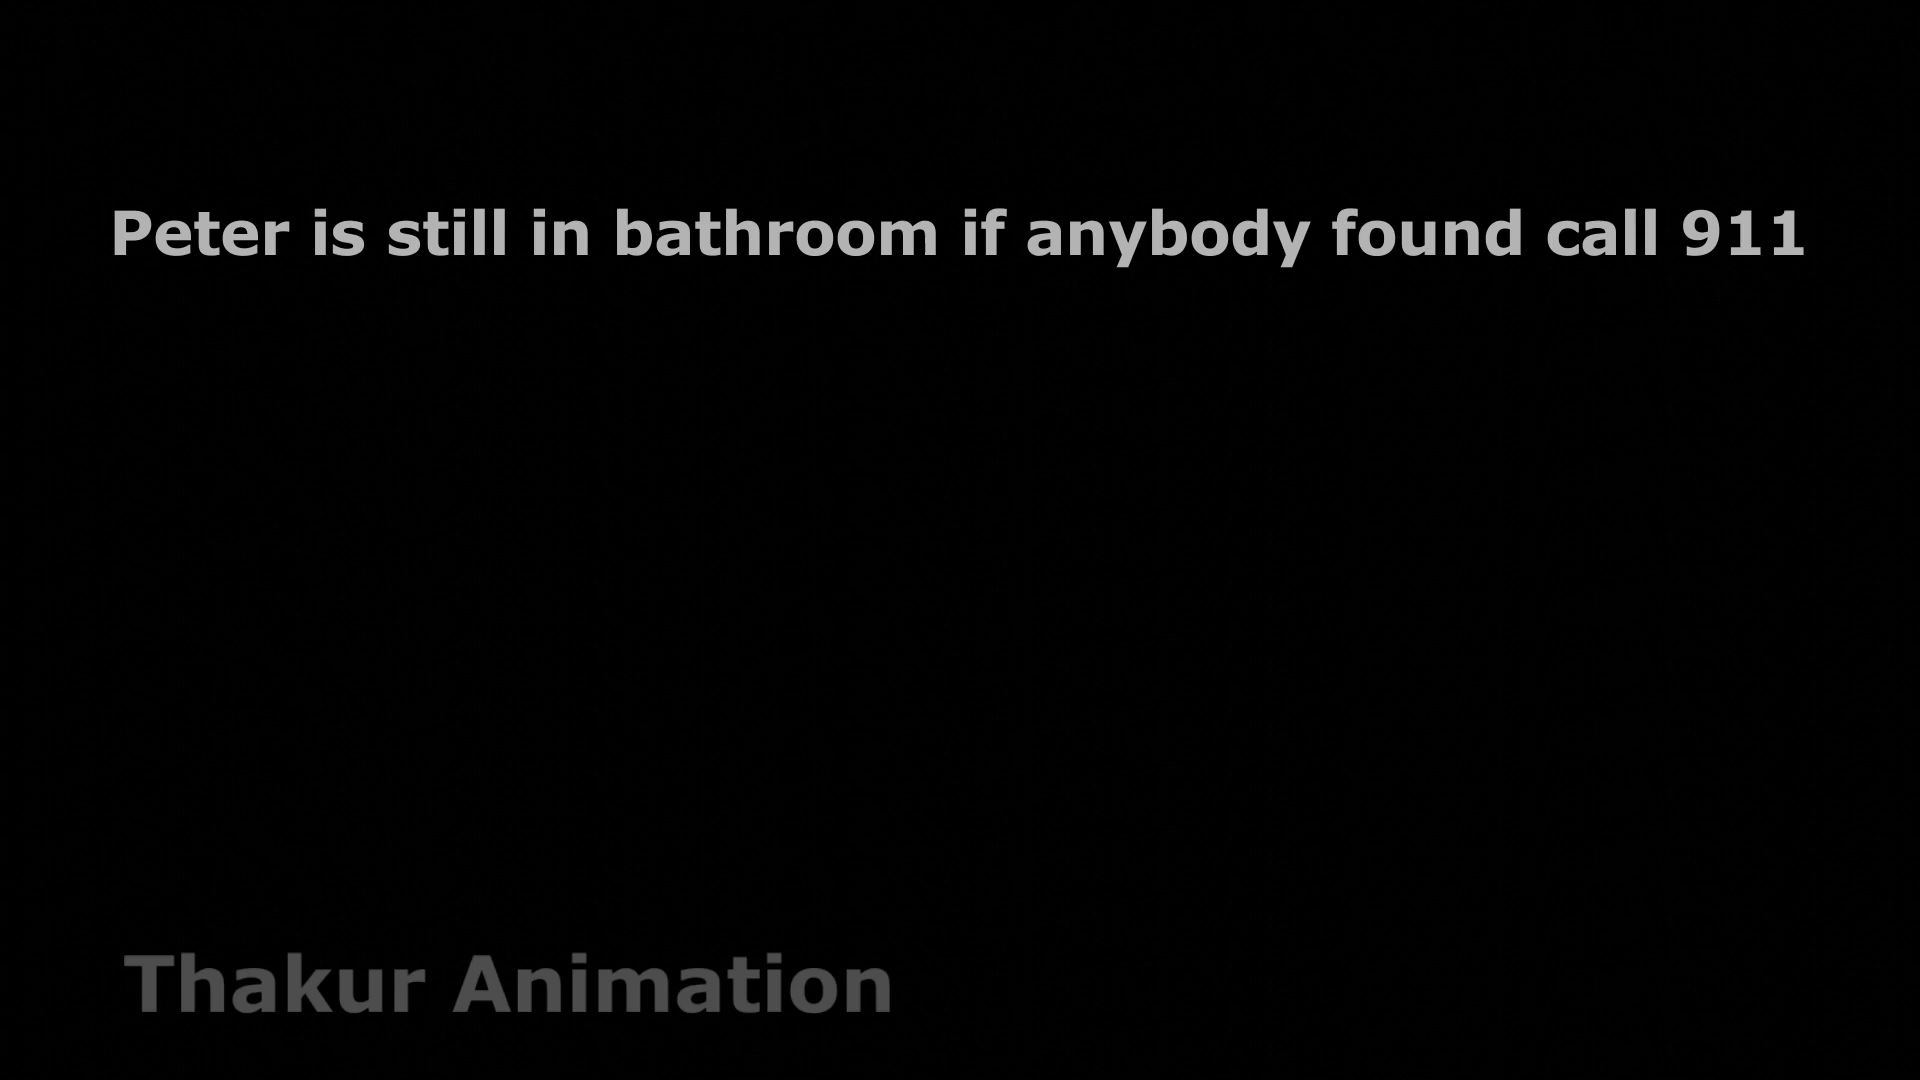 Peter is still in bathroom if anybody found call 911
Thakur Animation